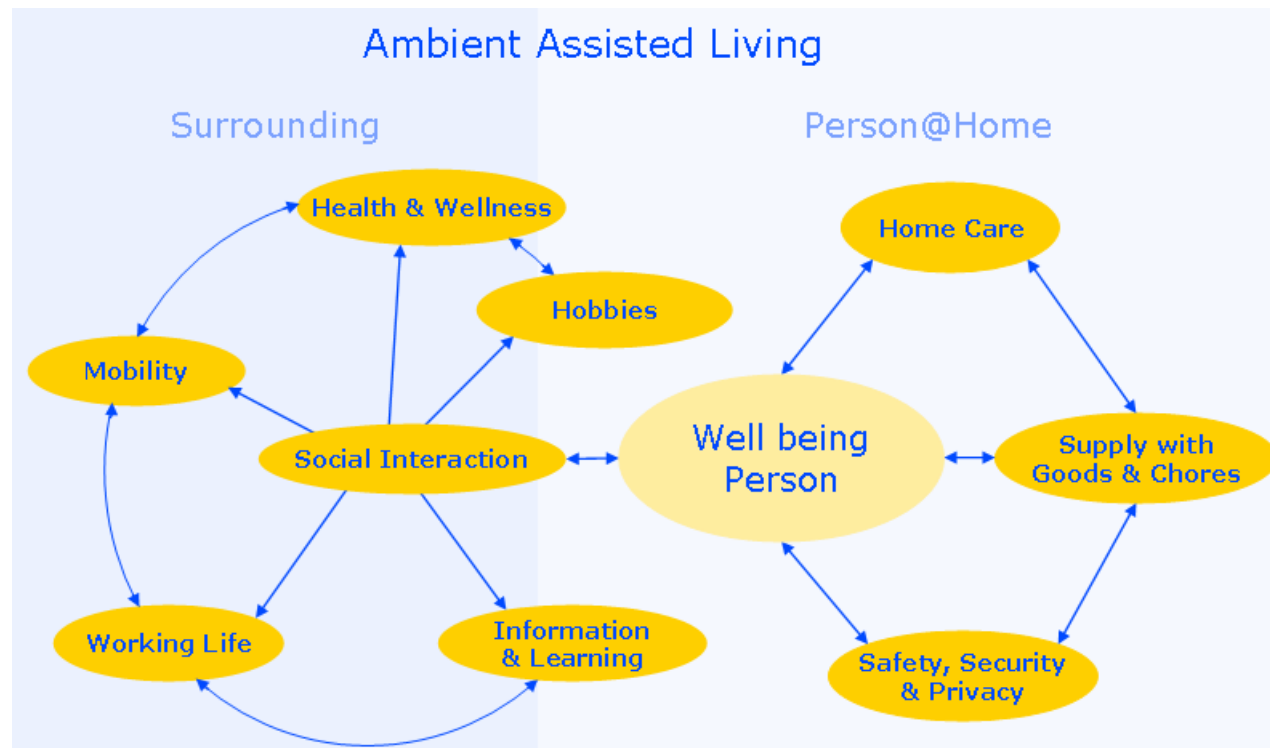 Ambient Assisted Living
Surrounding
Person@Home
Health & Wellness
Home Care
Hobbies
Mobility
Social Interaction
Well being
Person
Supply with
Goods & Chores
Working Life
Information
& Learning
Safety, Security
& Privacy